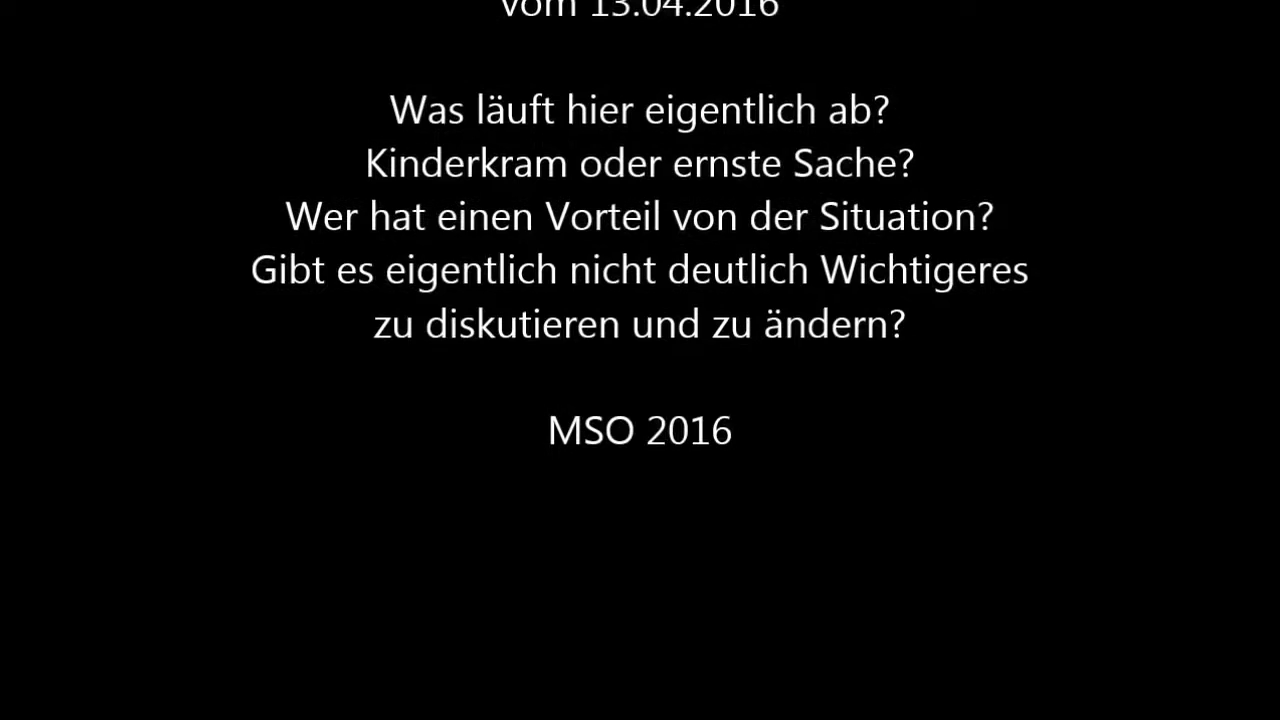 vom 13.04.2016
Was läuft hier eigentlich ab?
Kinderkram oder ernste Sache?
Wer hat einen Vorteil von der Situation?
Gibt es eigentlich nicht deutlich Wichtigeres
zu diskutieren und zu ändern?
MSO 2016